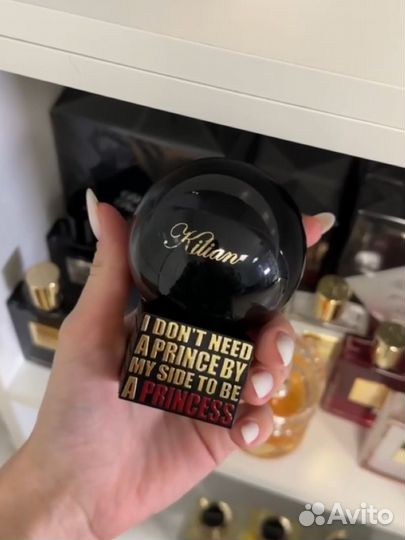 Kilian
I DON'T NEED
A PRINCE BY
MY SIDE TO BE
A PRINCESS
Avito